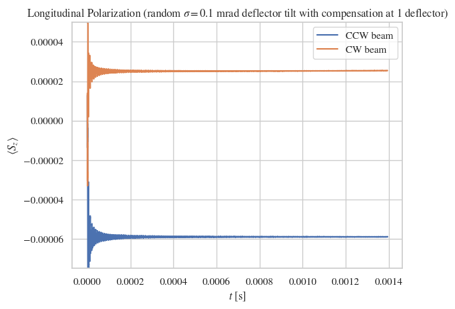 Longitudinal Polarization (random σ = 0.1 mrad deflector tilt with compensation at 1 deflector)
CCW beam
CW beam
0.00004
0.00002
0.00000
−0.00002
−0.00004
−0.00006
⟨S_z⟩
0.0000 0.0002 0.0004 0.0006 0.0008 0.0010 0.0012 0.0014
t [s]